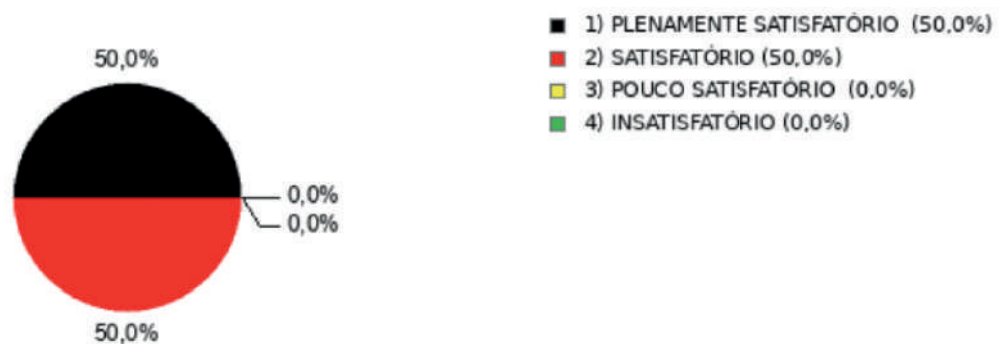 50,0%
0,0%
0,0%
50,0%
1) PLENAMENTE SATISFATÓRIO (50,0%)
2) SATISFATÓRIO (50,0%)
3) POUCO SATISFATÓRIO (0,0%)
4) INSATISFATÓRIO (0,0%)